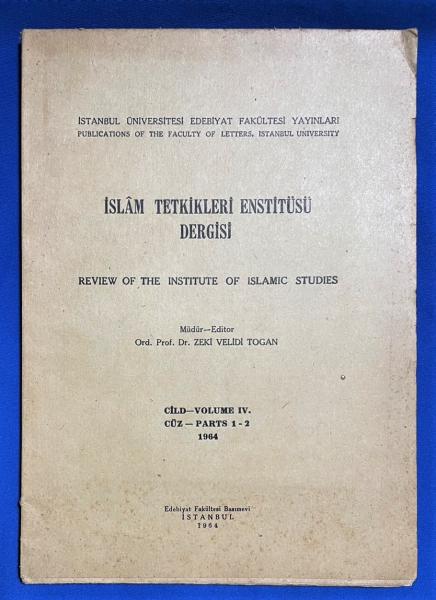 İSTANBUL ÜNİVERSİTESİ EDEBİYAT FAKÜLTESİ YAYINLARI
PUBLICATIONS OF THE FACULTY OF LETTERS, ISTANBUL UNIVERSITY
İSLÂM TETKİKLERİ ENSTİTÜSÜ
DERGİSİ
REVIEW OF THE INSTITUTE OF ISLAMIC STUDIES
Müdür—Editor
Ord. Prof. Dr. ZEKİ VELİDİ TOGAN
CİLD—VOLUME IV.
CÜZ — PARTS 1 - 2
1964
Edebiyat Fakültesi Basımevi
İSTANBUL
1964